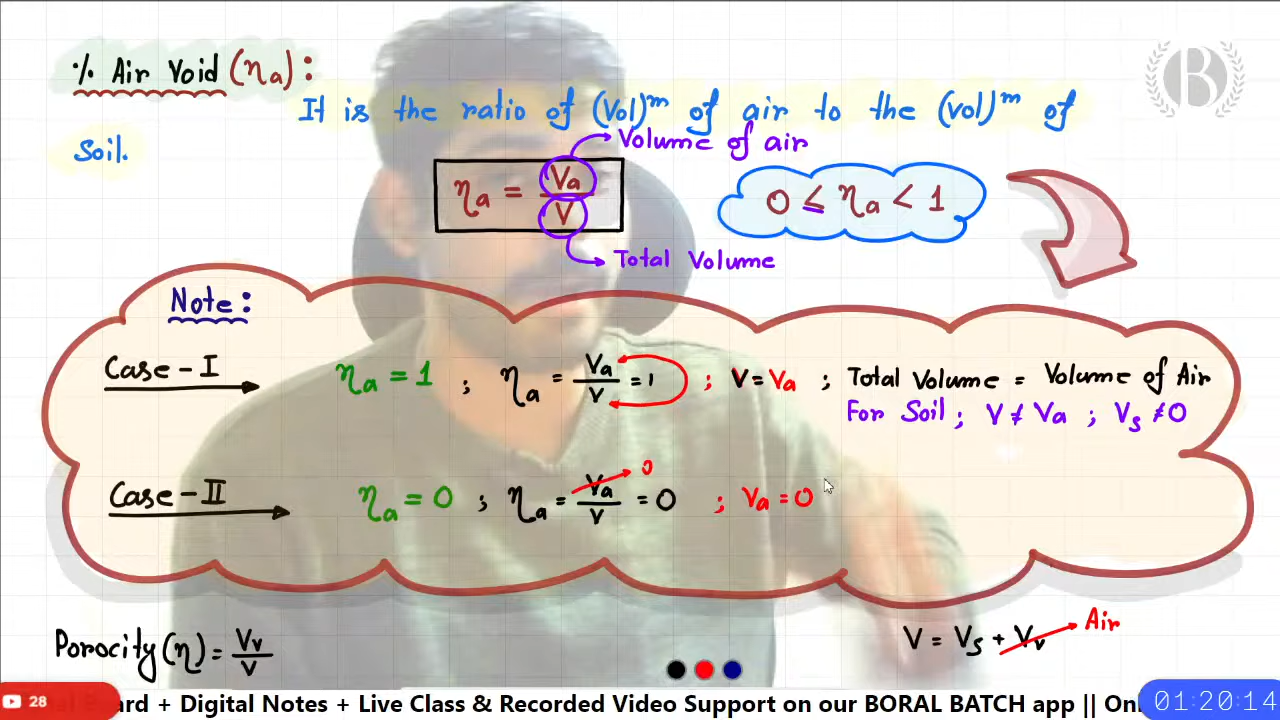 % Air Void (ηa) :
It is the ratio of (Vol)^m of air to the (vol)^m of
Soil.
Volume of air
ηa = Va/V
0 ≤ ηa < 1
Total Volume
Note:
Case - I ηa = 1 ; ηa = Va/V = 1 ; V = Va ; Total Volume = Volume of Air
For Soil ; V ≠ Va ; Vs ≠ 0
Case - II ηa = 0 ; ηa = Va/V = 0 ; Va = 0
0
Porocity (η) = Vv/V
V = Vs + Vv Air
28
Board + Digital Notes + Live Class & Recorded Video Support on our BORAL BATCH app || On
01:20:14
B